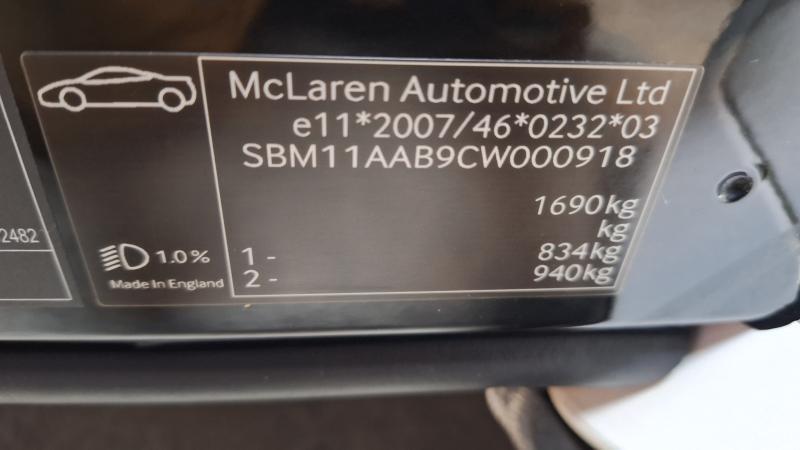 McLaren Automotive Ltd
e11*2007/46*0232*03
SBM11AAB9CW000918
1690kg
kg
1 - 834kg
2 - 940kg
1.0%
Made In England
2482